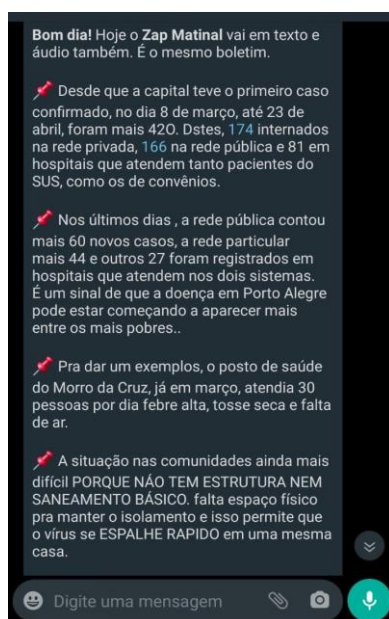 Bom dia! Hoje o Zap Matinal vai em texto e
áudio também. É o mesmo boletim.
📌 Desde que a capital teve o primeiro caso
confirmado, no dia 8 de março, até 23 de
abril, foram mais 42O. Dstes, 174 internados
na rede privada, 166 na rede pública e 81 em
hospitais que atendem tanto pacientes do
SUS, como os de convênios.
📌 Nos últimos dias , a rede pública contou
mais 60 novos casos, a rede particular
mais 44 e outros 27 foram registrados em
hospitais que atendem nos dois sistemas.
É um sinal de que a doença em Porto Alegre
pode estar começando a aparecer mais
entre os mais pobres..
📌 Pra dar um exemplos, o posto de saúde
do Morro da Cruz, já em março, atendia 30
pessoas por dia febre alta, tosse seca e falta
de ar.
📌 A situação nas comunidades ainda mais
difícil PORQUE NÁO TEM ESTRUTURA NEM
SANEAMENTO BÁSICO. falta espaço físico
pra manter o isolamento e isso permite que
o vírus se ESPALHE RAPIDO em uma mesma
casa.
Digite uma mensagem